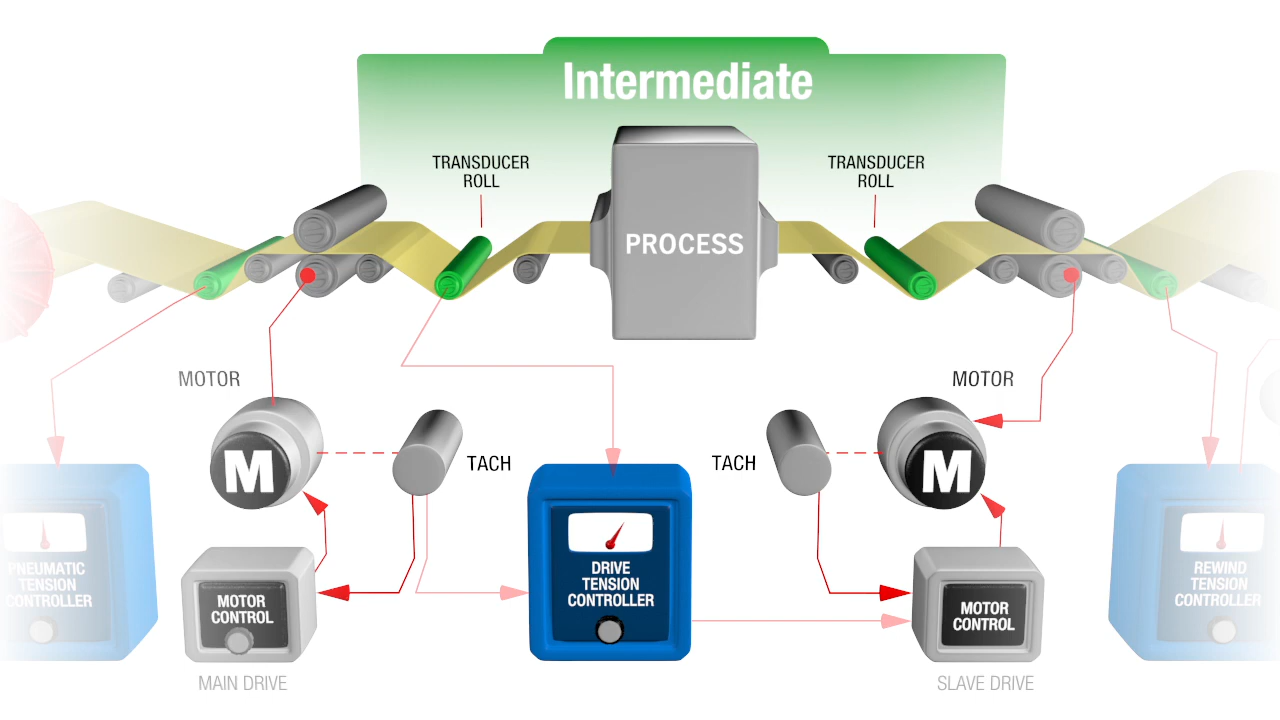 Intermediate
TRANSDUCER
ROLL
TRANSDUCER
ROLL
PROCESS
MOTOR
MOTOR
M
TACH
TACH
M
PNEUMATIC
TENSION
CONTROLLER
MOTOR
CONTROL
DRIVE
TENSION
CONTROLLER
MOTOR
CONTROL
REWIND
TENSION
CONTROLLER
MAIN DRIVE
SLAVE DRIVE